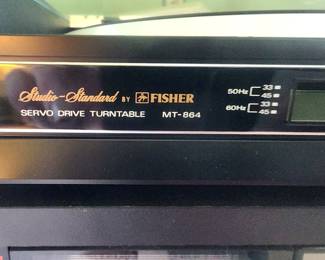 Studio-Standard BY FISHER
SERVO DRIVE TURNTABLE MT-864
50Hz 33
45
60Hz 33
45